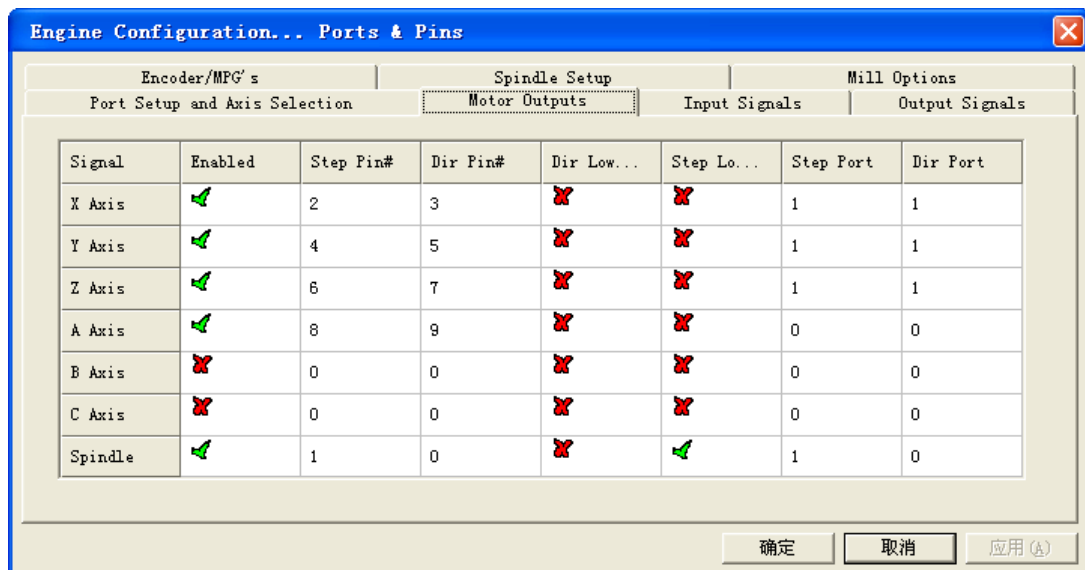 Engine Configuration... Ports & Pins
Encoder/MPG's Spindle Setup Mill Options
Port Setup and Axis Selection Motor Outputs Input Signals Output Signals
Signal Enabled Step Pin# Dir Pin# Dir Low... Step Lo... Step Port Dir Port
X Axis 2 3 1 1
Y Axis 4 5 1 1
Z Axis 6 7 1 1
A Axis 8 9 0 0
B Axis 0 0 0 0
C Axis 0 0 0 0
Spindle 1 0 1 0
确定 取消 应用(A)